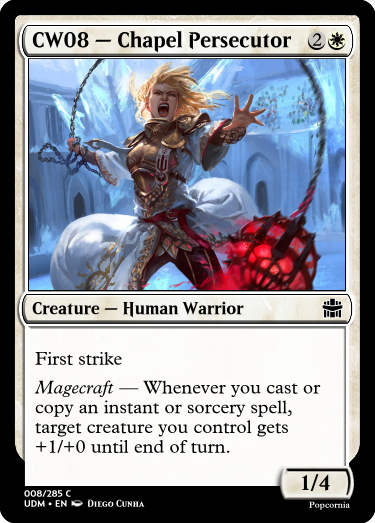 CW08 — Chapel Persecutor 2
Creature — Human Warrior
First strike
Magecraft — Whenever you cast or
copy an instant or sorcery spell,
target creature you control gets
+1/+0 until end of turn.
1/4
008/285 C
UDM • EN Diego Cunha
Popcornia